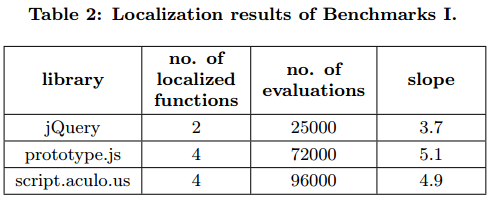 Table 2: Localization results of Benchmarks I.
library no. of localized functions no. of evaluations slope
jQuery 2 25000 3.7
prototype.js 4 72000 5.1
script.aculo.us 4 96000 4.9